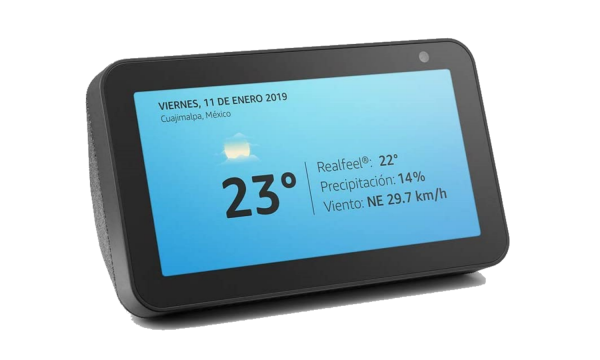 VIERNES, 11 DE ENERO 2019
Cuajimalpa, México
23°
Realfeel®: 22°
Precipitación: 14%
Viento: NE 29.7 km/h